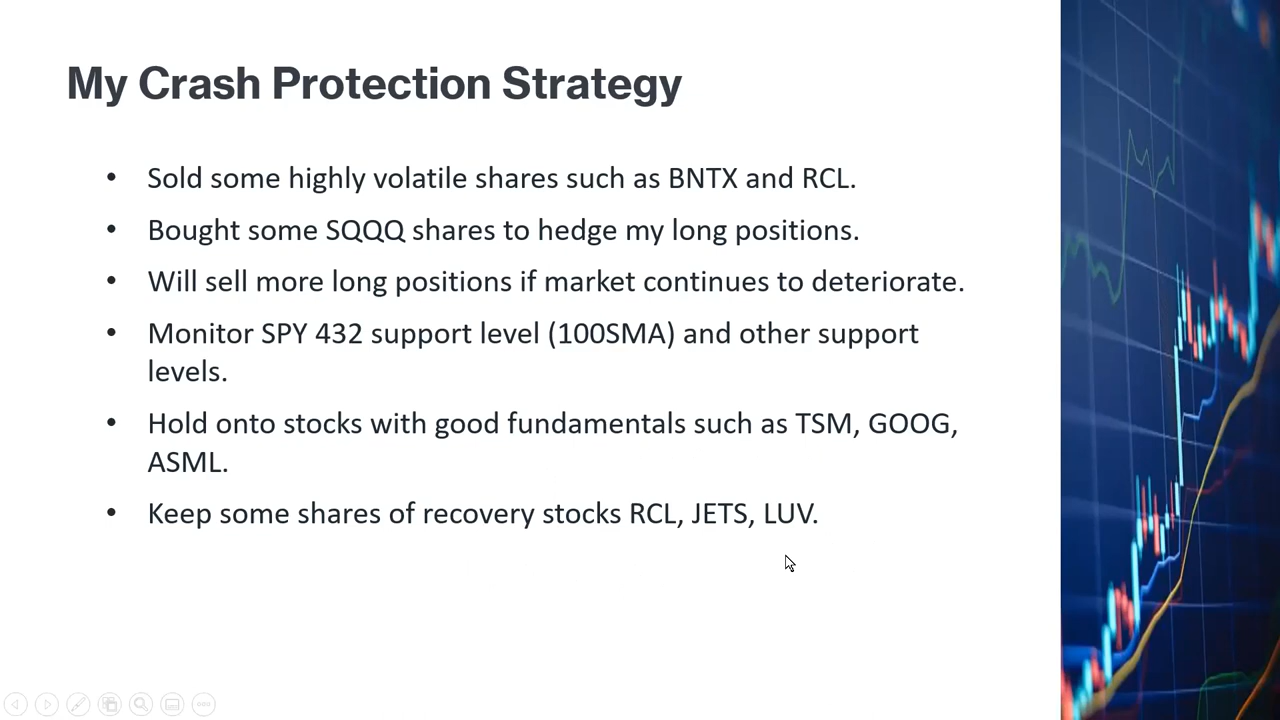 My Crash Protection Strategy
• Sold some highly volatile shares such as BNTX and RCL.
• Bought some SQQQ shares to hedge my long positions.
• Will sell more long positions if market continues to deteriorate.
• Monitor SPY 432 support level (100SMA) and other support
levels.
• Hold onto stocks with good fundamentals such as TSM, GOOG,
ASML.
• Keep some shares of recovery stocks RCL, JETS, LUV.